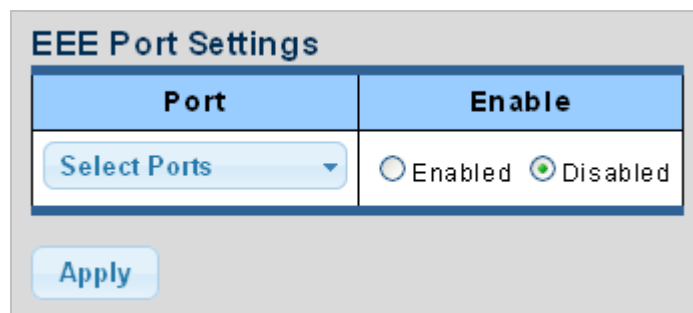 EEE Port Settings
Port Enable
Select Ports Enabled Disabled
Apply